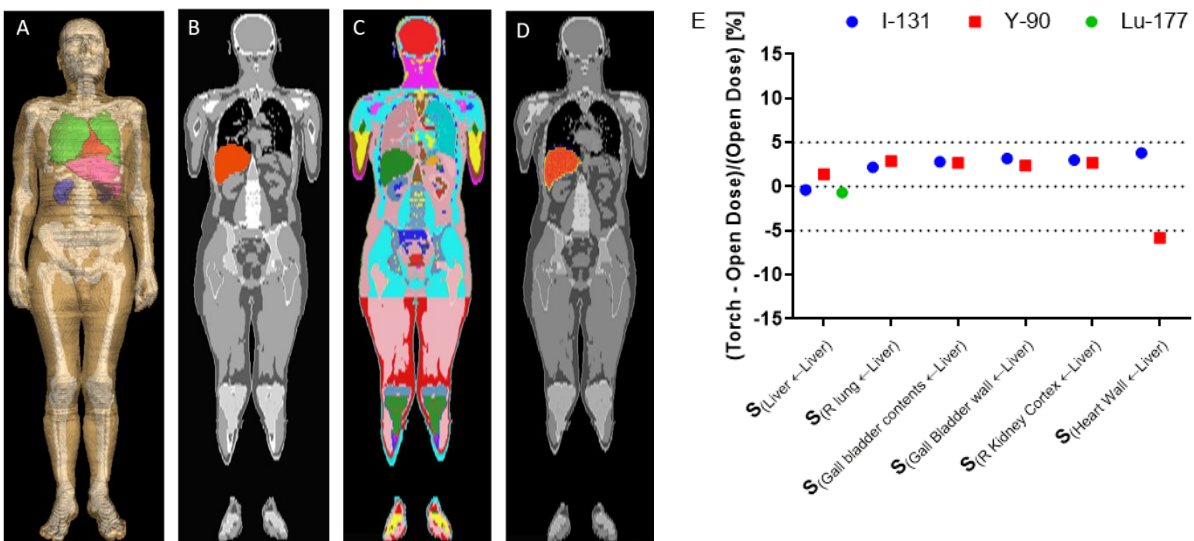 A
B
C
D
E
I-131
Y-90
Lu-177
(Torch - Open Dose)/(Open Dose) [%]
15
10
5
0
-5
-10
-15
S(Liver ←Liver)
S(R lung ←Liver)
S(Gall bladder contents ←Liver)
S(Gall Bladder wall ←Liver)
S(R Kidney Cortex ←Liver)
S(Heart Wall ←Liver)